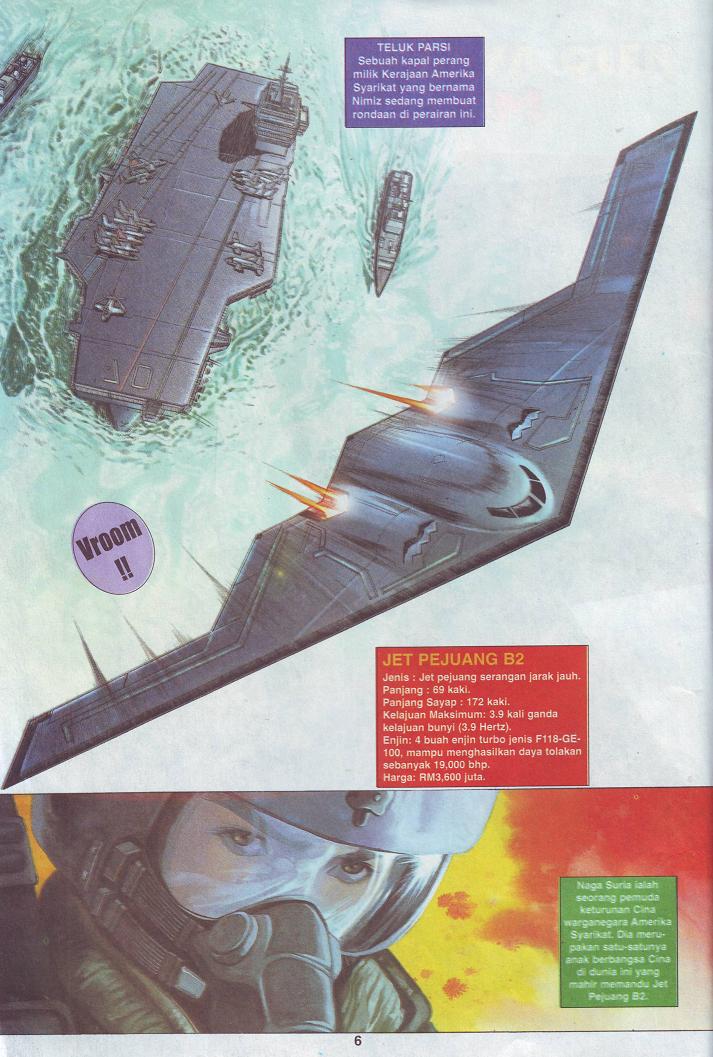 TELUK PARSI
Sebuah kapal perang
milik Kerajaan Amerika
Syarikat yang bernama
Nimiz sedang membuat
rondaan di perairan ini.
Vroom
!!
JET PEJUANG B2
Jenis : Jet pejuang serangan jarak jauh.
Panjang : 69 kaki.
Panjang Sayap : 172 kaki.
Kelajuan Maksimum: 3.9 kali ganda
kelajuan bunyi (3.9 Hertz).
Enjin: 4 buah enjin turbo jenis F118-GE-
100, mampu menghasilkan daya tolakan
sebanyak 19,000 bhp.
Harga: RM3,600 juta.
Naga Suria ialah
seorang pemuda
keturunan Cina
warganegara Amerika
Syarikat. Dia meru-
pakan satu-satunya
anak berbangsa Cina
di dunia ini yang
mahir memandu Jet
Pejuang B2.
6